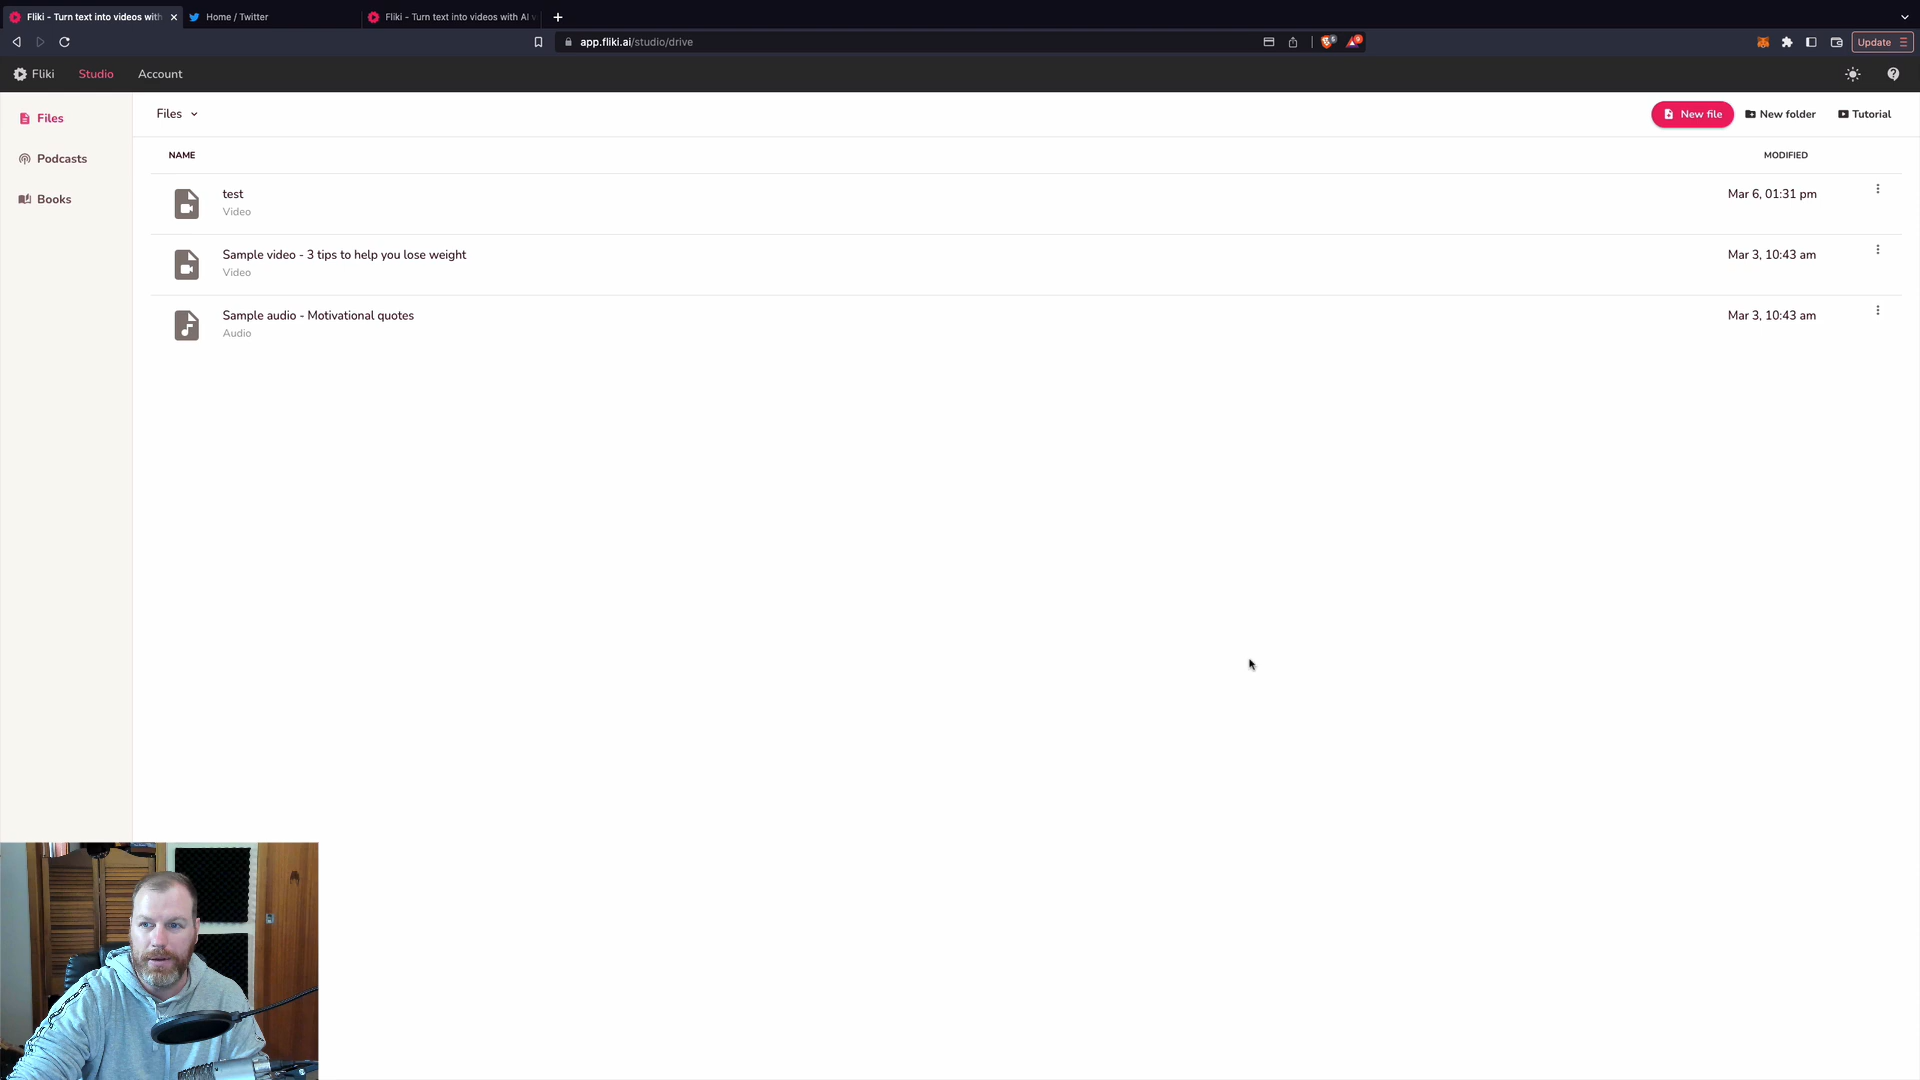 Fliki - Turn text into videos with
Home / Twitter
Fliki - Turn text into videos with AI v
app.fliki.ai/studio/drive
Update
Fliki
Studio
Account
Files
Podcasts
Books
Files
New file
New folder
Tutorial
NAME
MODIFIED
test
Video
Mar 6, 01:31 pm
Sample video - 3 tips to help you lose weight
Video
Mar 3, 10:43 am
Sample audio - Motivational quotes
Audio
Mar 3, 10:43 am